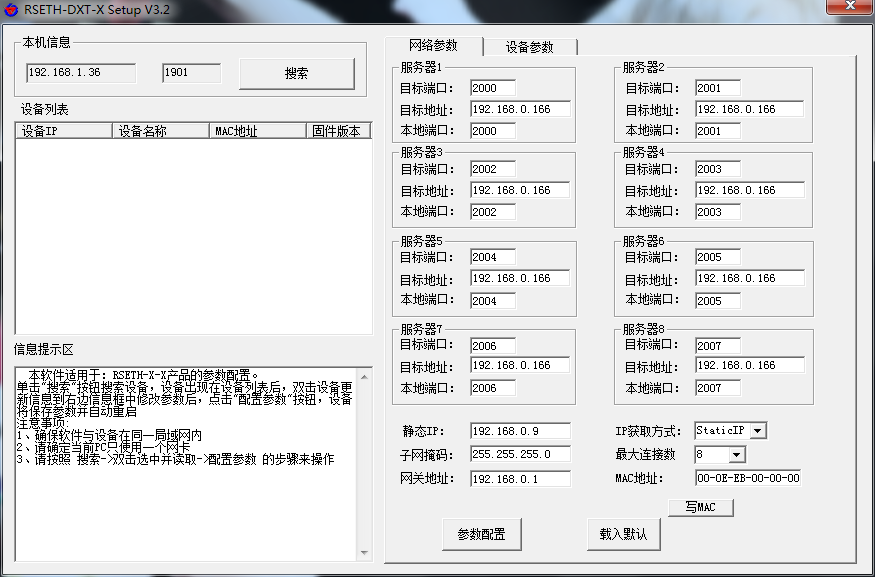 RSETH-DXT-X Setup V3.2
本机信息
192.168.1.36 1901 搜索
设备列表
设备IP 设备名称 MAC地址 固件版本
信息提示区
本软件适用于：RSETH-X-X产品的参数配置。
单击"搜索"按钮搜索设备，设备出现在设备列表后，双击设备更
新信息到右边信息框中修改参数后，点击"配置参数"按钮，设备
将保存参数并自动重启
注意事项:
1、确保软件与设备在同一局域网内
2、请确定当前PC只使用一个网卡
3、请按照 搜索->双击选中并读取->配置参数 的步骤来操作
网络参数 设备参数
服务器1
目标端口： 2000
目标地址： 192.168.0.166
本地端口： 2000
服务器2
目标端口： 2001
目标地址： 192.168.0.166
本地端口： 2001
服务器3
目标端口： 2002
目标地址： 192.168.0.166
本地端口： 2002
服务器4
目标端口： 2003
目标地址： 192.168.0.166
本地端口： 2003
服务器5
目标端口： 2004
目标地址： 192.168.0.166
本地端口： 2004
服务器6
目标端口： 2005
目标地址： 192.168.0.166
本地端口： 2005
服务器7
目标端口： 2006
目标地址： 192.168.0.166
本地端口： 2006
服务器8
目标端口： 2007
目标地址： 192.168.0.166
本地端口： 2007
静态IP： 192.168.0.9
子网掩码： 255.255.255.0
网关地址： 192.168.0.1
IP获取方式： StaticIP
最大连接数 8
MAC地址： 00-0E-EB-00-00-00
写MAC
参数配置 载入默认